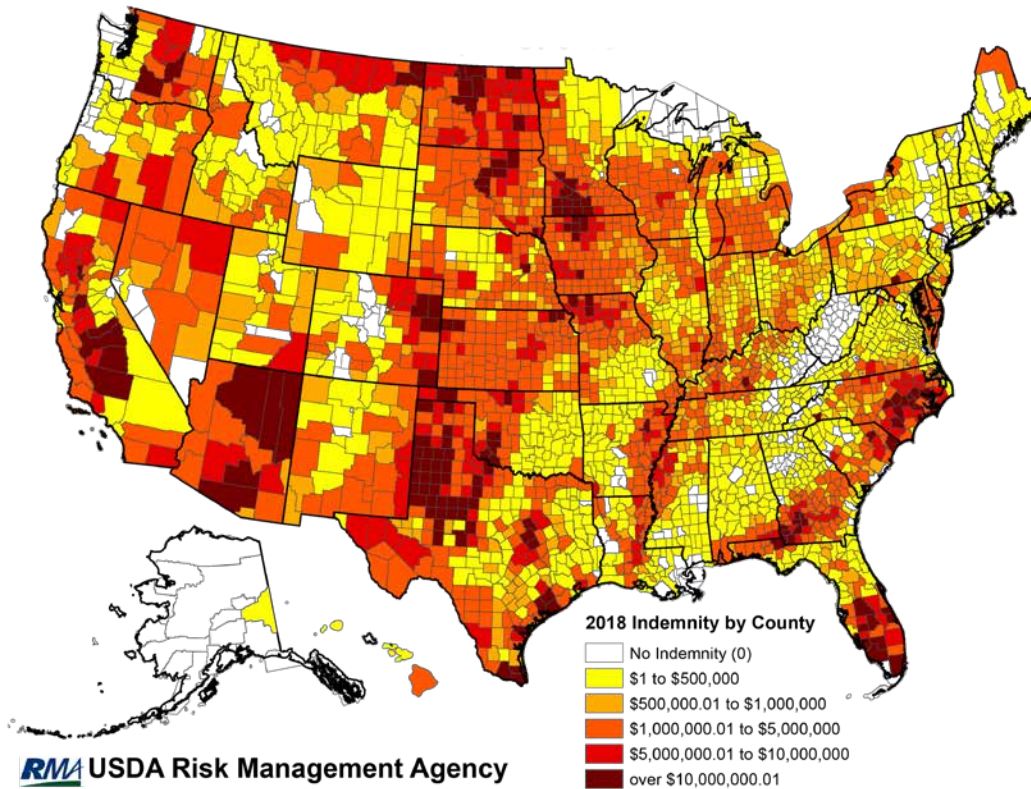 2018 Indemnity by County
No Indemnity (0)
$1 to $500,000
$500,000.01 to $1,000,000
$1,000,000.01 to $5,000,000
$5,000,000.01 to $10,000,000
over $10,000,000.01
RMA USDA Risk Management Agency